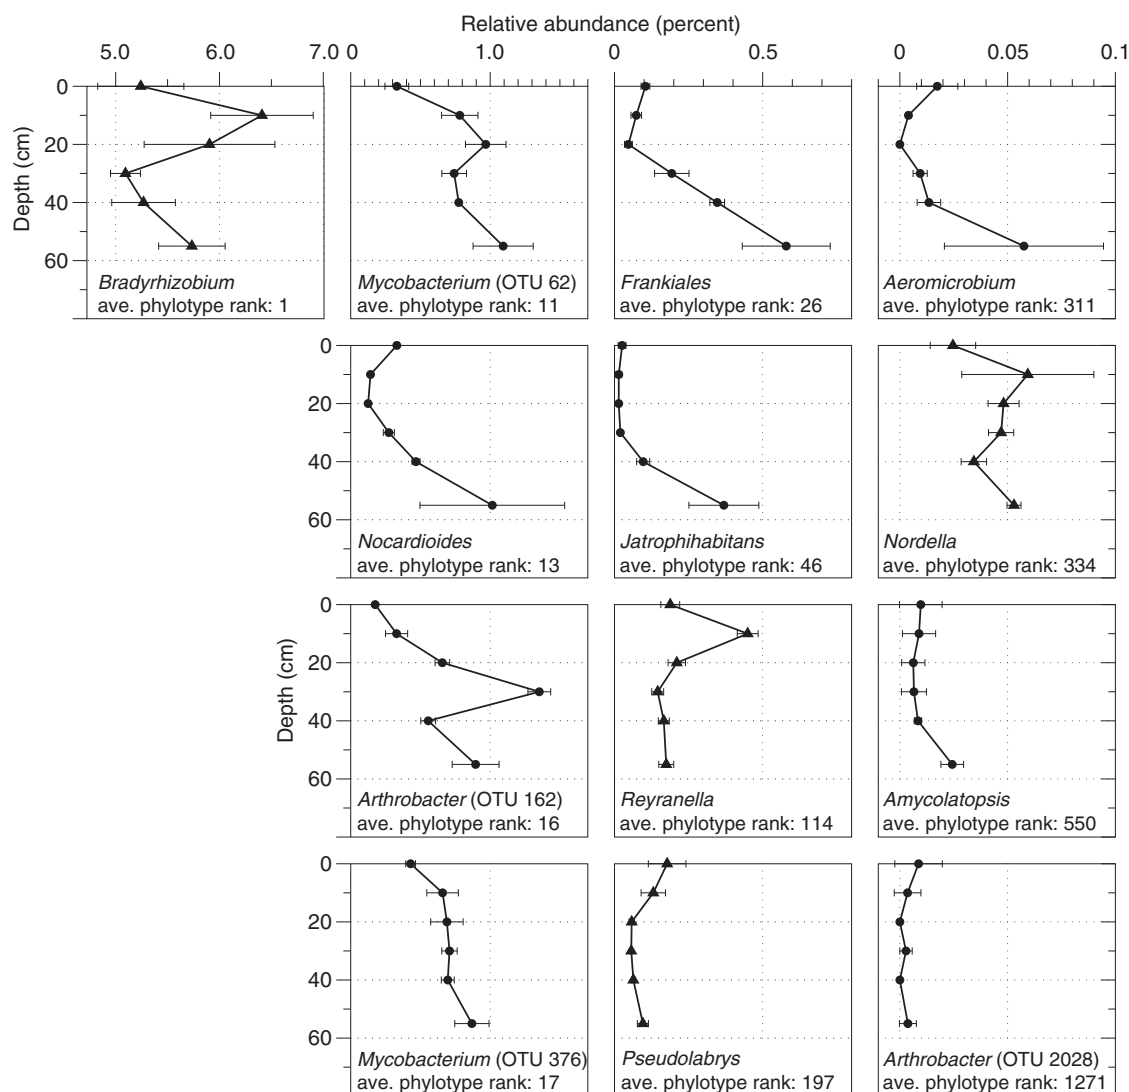 Relative abundance (percent)
5.0 6.0 7.0 0 1.0 0 0.5 0 0.05 0.1
Depth (cm)
0
20
40
60
Bradyrhizobium
ave. phylotype rank: 1
Mycobacterium (OTU 62)
ave. phylotype rank: 11
Frankiales
ave. phylotype rank: 26
Aeromicrobium
ave. phylotype rank: 311
0
20
40
60
Nocardioides
ave. phylotype rank: 13
Jatrophihabitans
ave. phylotype rank: 46
Nordella
ave. phylotype rank: 334
Depth (cm)
0
20
40
60
Arthrobacter (OTU 162)
ave. phylotype rank: 16
Reyranella
ave. phylotype rank: 114
Amycolatopsis
ave. phylotype rank: 550
0
20
40
60
Mycobacterium (OTU 376)
ave. phylotype rank: 17
Pseudolabrys
ave. phylotype rank: 197
Arthrobacter (OTU 2028)
ave. phylotype rank: 1271